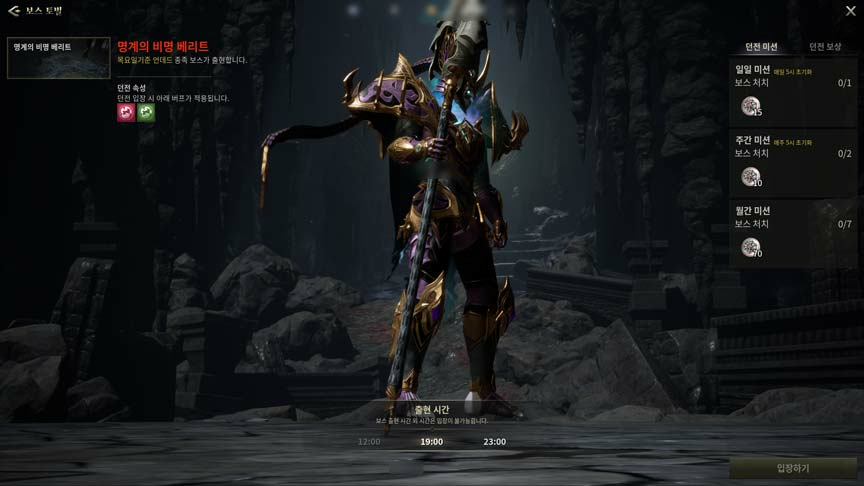 보스 토벌
명계의 비명 베리트
명계의 비명 베리트
목요일기준 언데드 종족 보스가 출현합니다.
던전 속성
던전 입장 시 아래 버프가 적용됩니다.
던전 미션 던전 보상
일일 미션 매일 5시 초기화
보스 처치 0/1
15
주간 미션 매주 5시 초기화
보스 처치 0/2
10
월간 미션
보스 처치 0/7
70
출현 시간
보스 출현 시간 외 시간은 입장이 불가능합니다.
12:00 19:00 23:00
입장하기